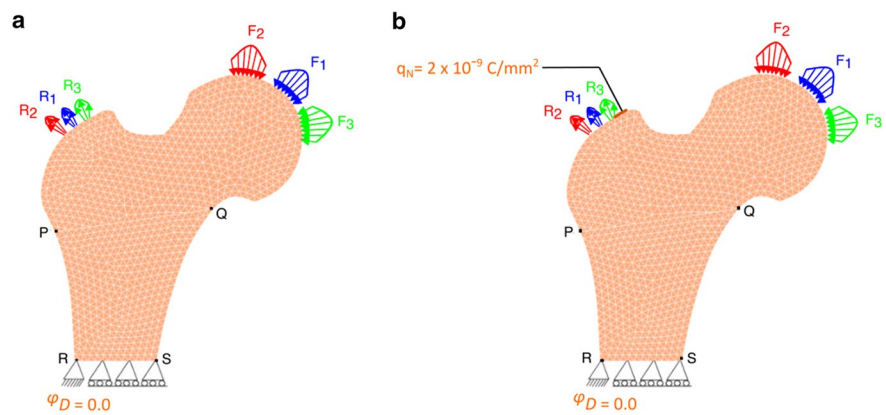 a
F₂
F₁
F₃
R₃
R₁
R₂
P
Q
R
S
φD = 0.0
b
qN= 2 x 10⁻⁹ C/mm²
F₂
F₁
F₃
R₃
R₁
R₂
P
Q
R
S
φD = 0.0